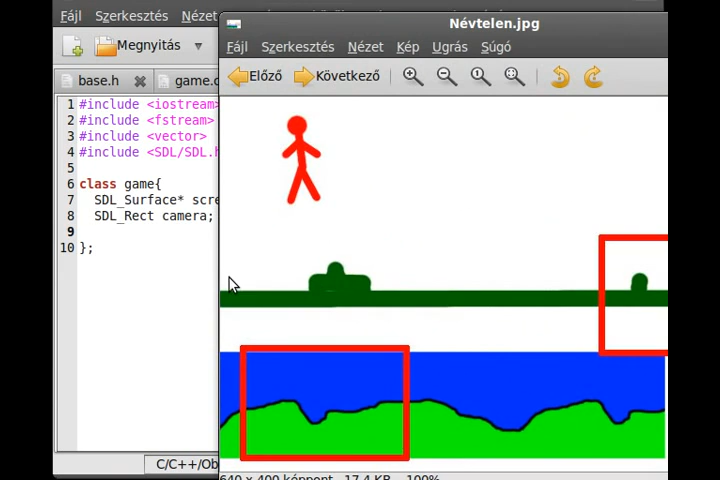 Fájl Szerkesztés Nézet
Megnyitás
base.h game.c
1 #include <iostream>
2 #include <fstream>
3 #include <vector>
4 #include <SDL/SDL.h
5
6 class game{
7 SDL_Surface* scre
8 SDL_Rect camera;
9
10 };
C/C++/Ob
Névtelen.jpg
Fájl Szerkesztés Nézet Kép Ugrás Súgó
Előző Következő
640 x 400 képpont 17,4 KB 100%